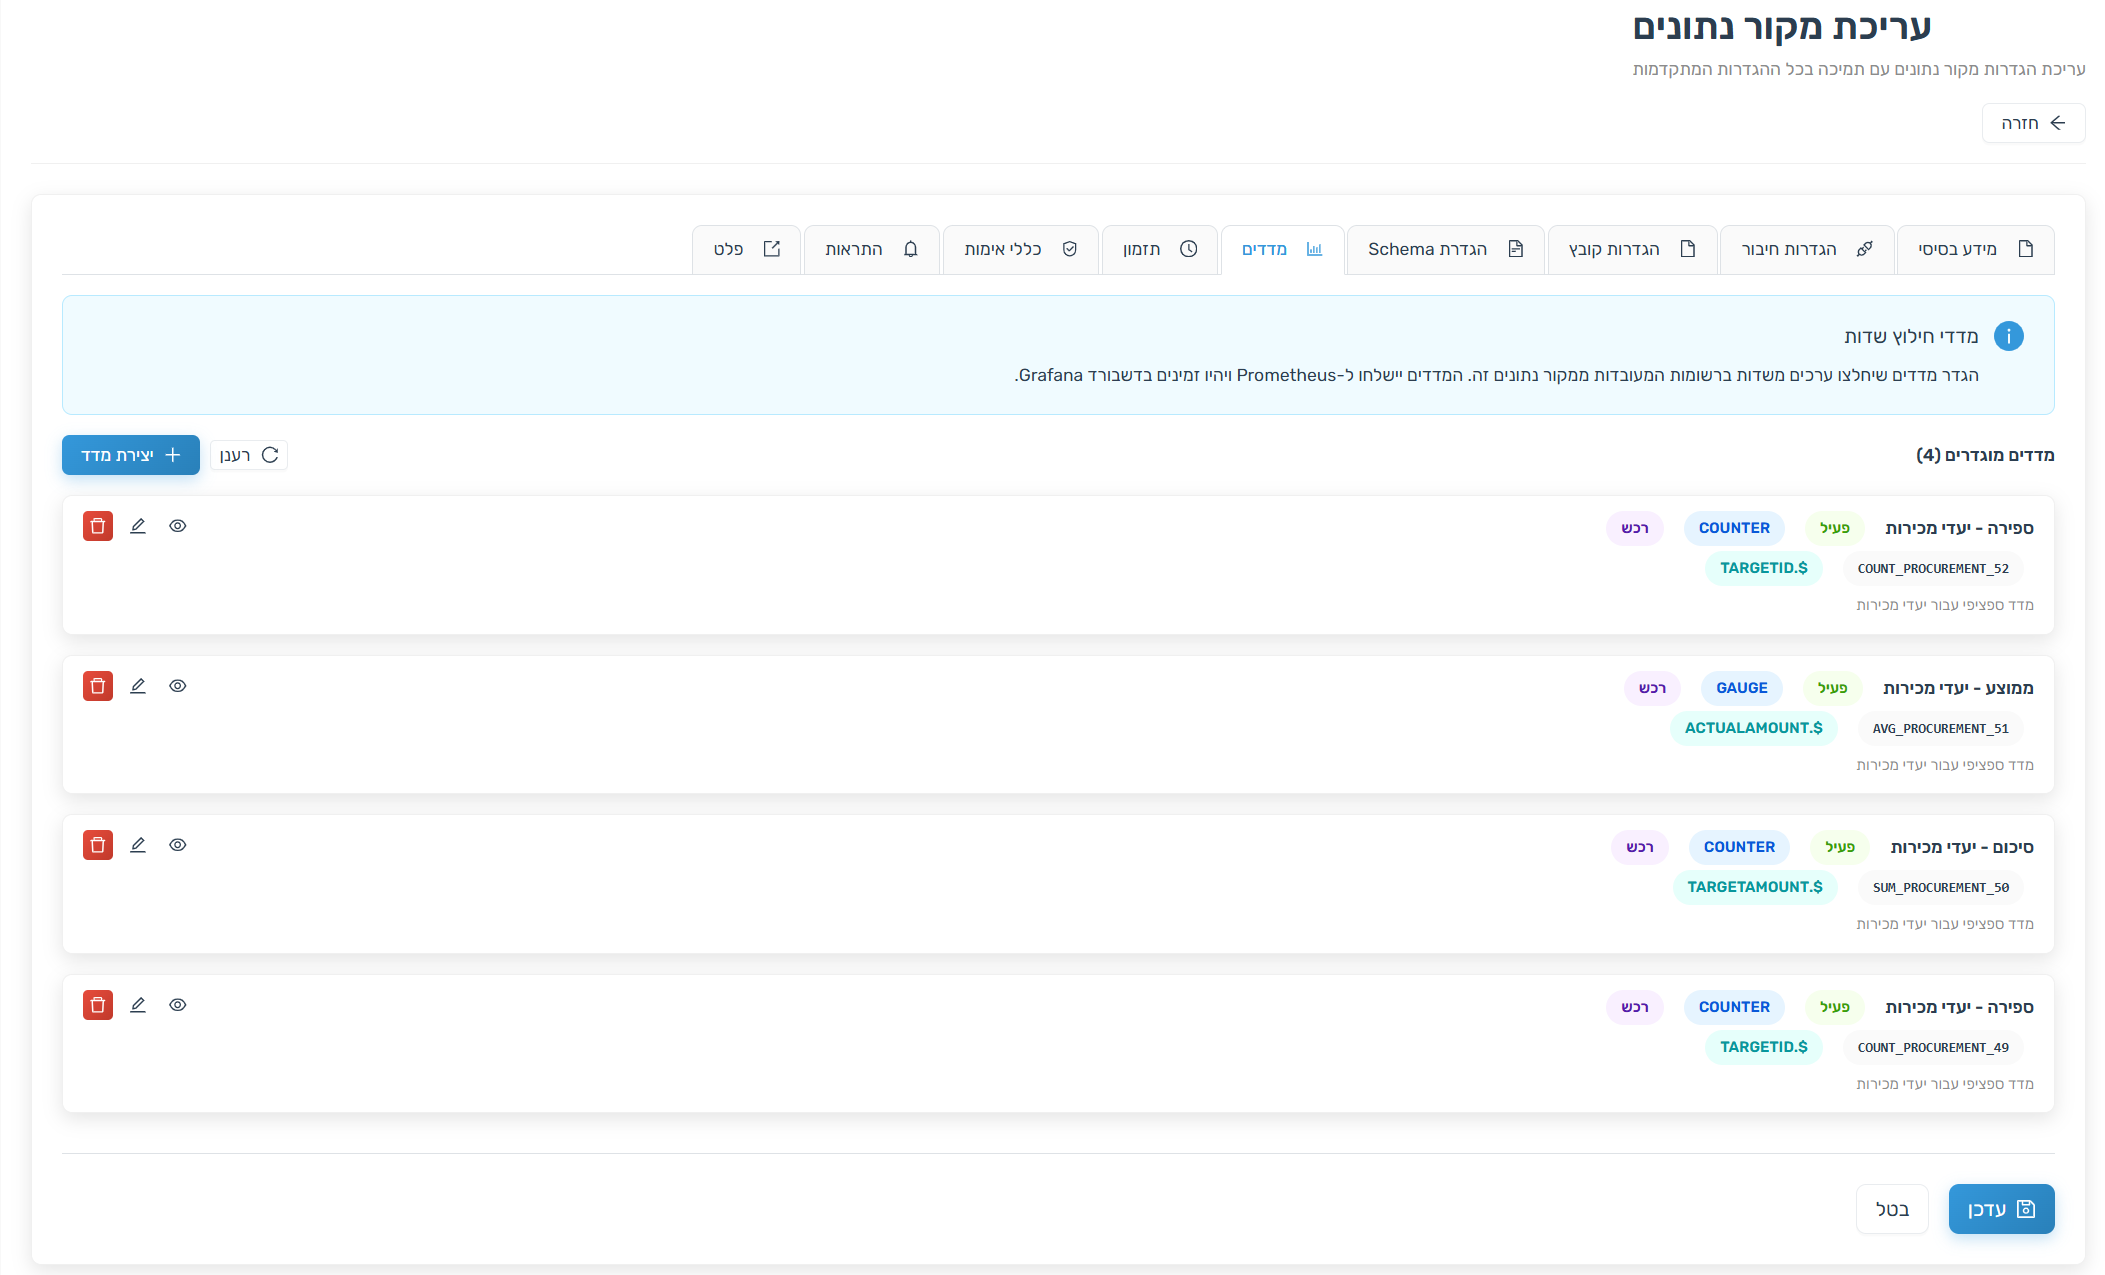 עריכת מקור נתונים
עריכת הגדרות מקור נתונים עם תמיכה בכל ההגדרות המתקדמות
חזרה
מידע בסיסי
הגדרות חיבור
הגדרות קובץ
הגדרת Schema
מדדים
תזמון
כללי אימות
התראות
פלט
מדדי חילוץ שדות
הגדר מדדים שיחלצו ערכים משדות ברשומות המעובדות ממקור נתונים זה. המדדים יישלחו ל-Prometheus ויהיו זמינים בדשבורד Grafana.
מדדים מוגדרים (4)
רענן
יצירת מדד
ספירה - יעדי מכירות פעיל COUNTER רכש
COUNT_PROCUREMENT_52 TARGETID.$
מדד ספציפי עבור יעדי מכירות
ממוצע - יעדי מכירות פעיל GAUGE רכש
AVG_PROCUREMENT_51 ACTUALAMOUNT.$
מדד ספציפי עבור יעדי מכירות
סיכום - יעדי מכירות פעיל COUNTER רכש
SUM_PROCUREMENT_50 TARGETAMOUNT.$
מדד ספציפי עבור יעדי מכירות
ספירה - יעדי מכירות פעיל COUNTER רכש
COUNT_PROCUREMENT_49 TARGETID.$
מדד ספציפי עבור יעדי מכירות
עדכן
בטל